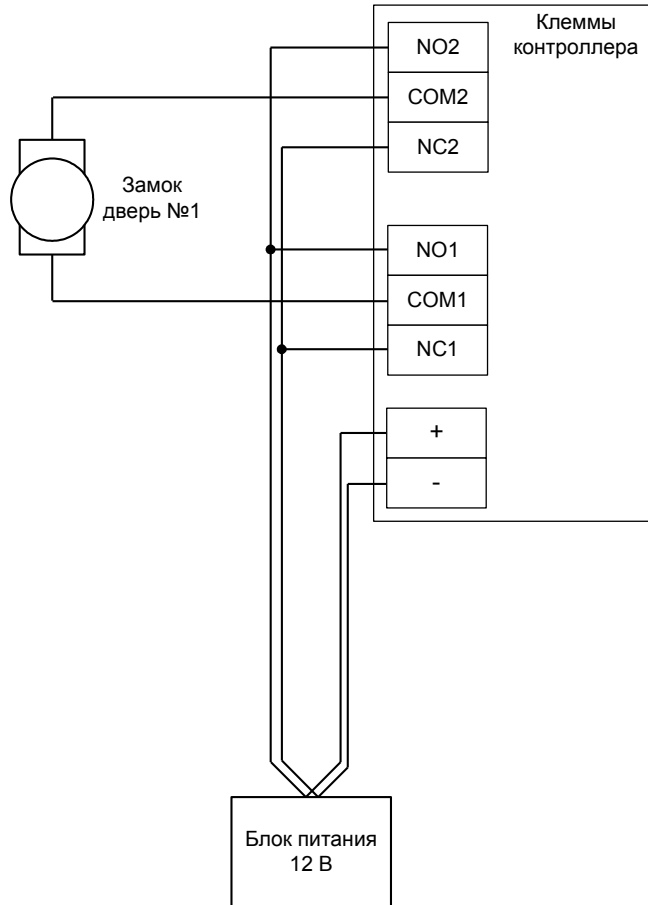 Клеммы
контроллера
NO2
COM2
NC2
Замок
дверь №1
NO1
COM1
NC1
+
-
Блок питания
12 В